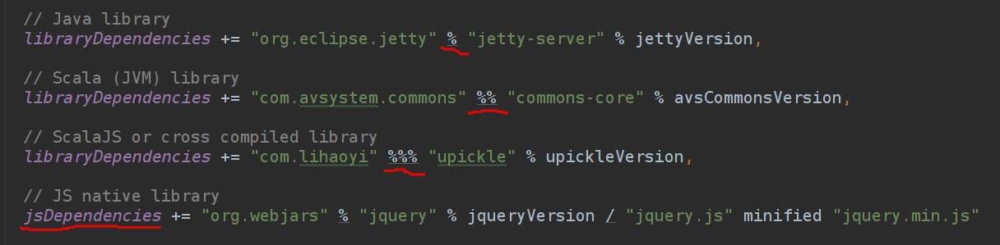 // Java library
libraryDependencies += "org.eclipse.jetty" % "jetty-server" % jettyVersion,
// Scala (JVM) library
libraryDependencies += "com.avsystem.commons" %% "commons-core" % avsCommonsVersion,
// ScalaJS or cross compiled library
libraryDependencies += "com.lihaoyi" %%% "upickle" % upickleVersion,
// JS native library
jsDependencies += "org.webjars" % "jquery" % jqueryVersion / "jquery.js" minified "jquery.min.js"